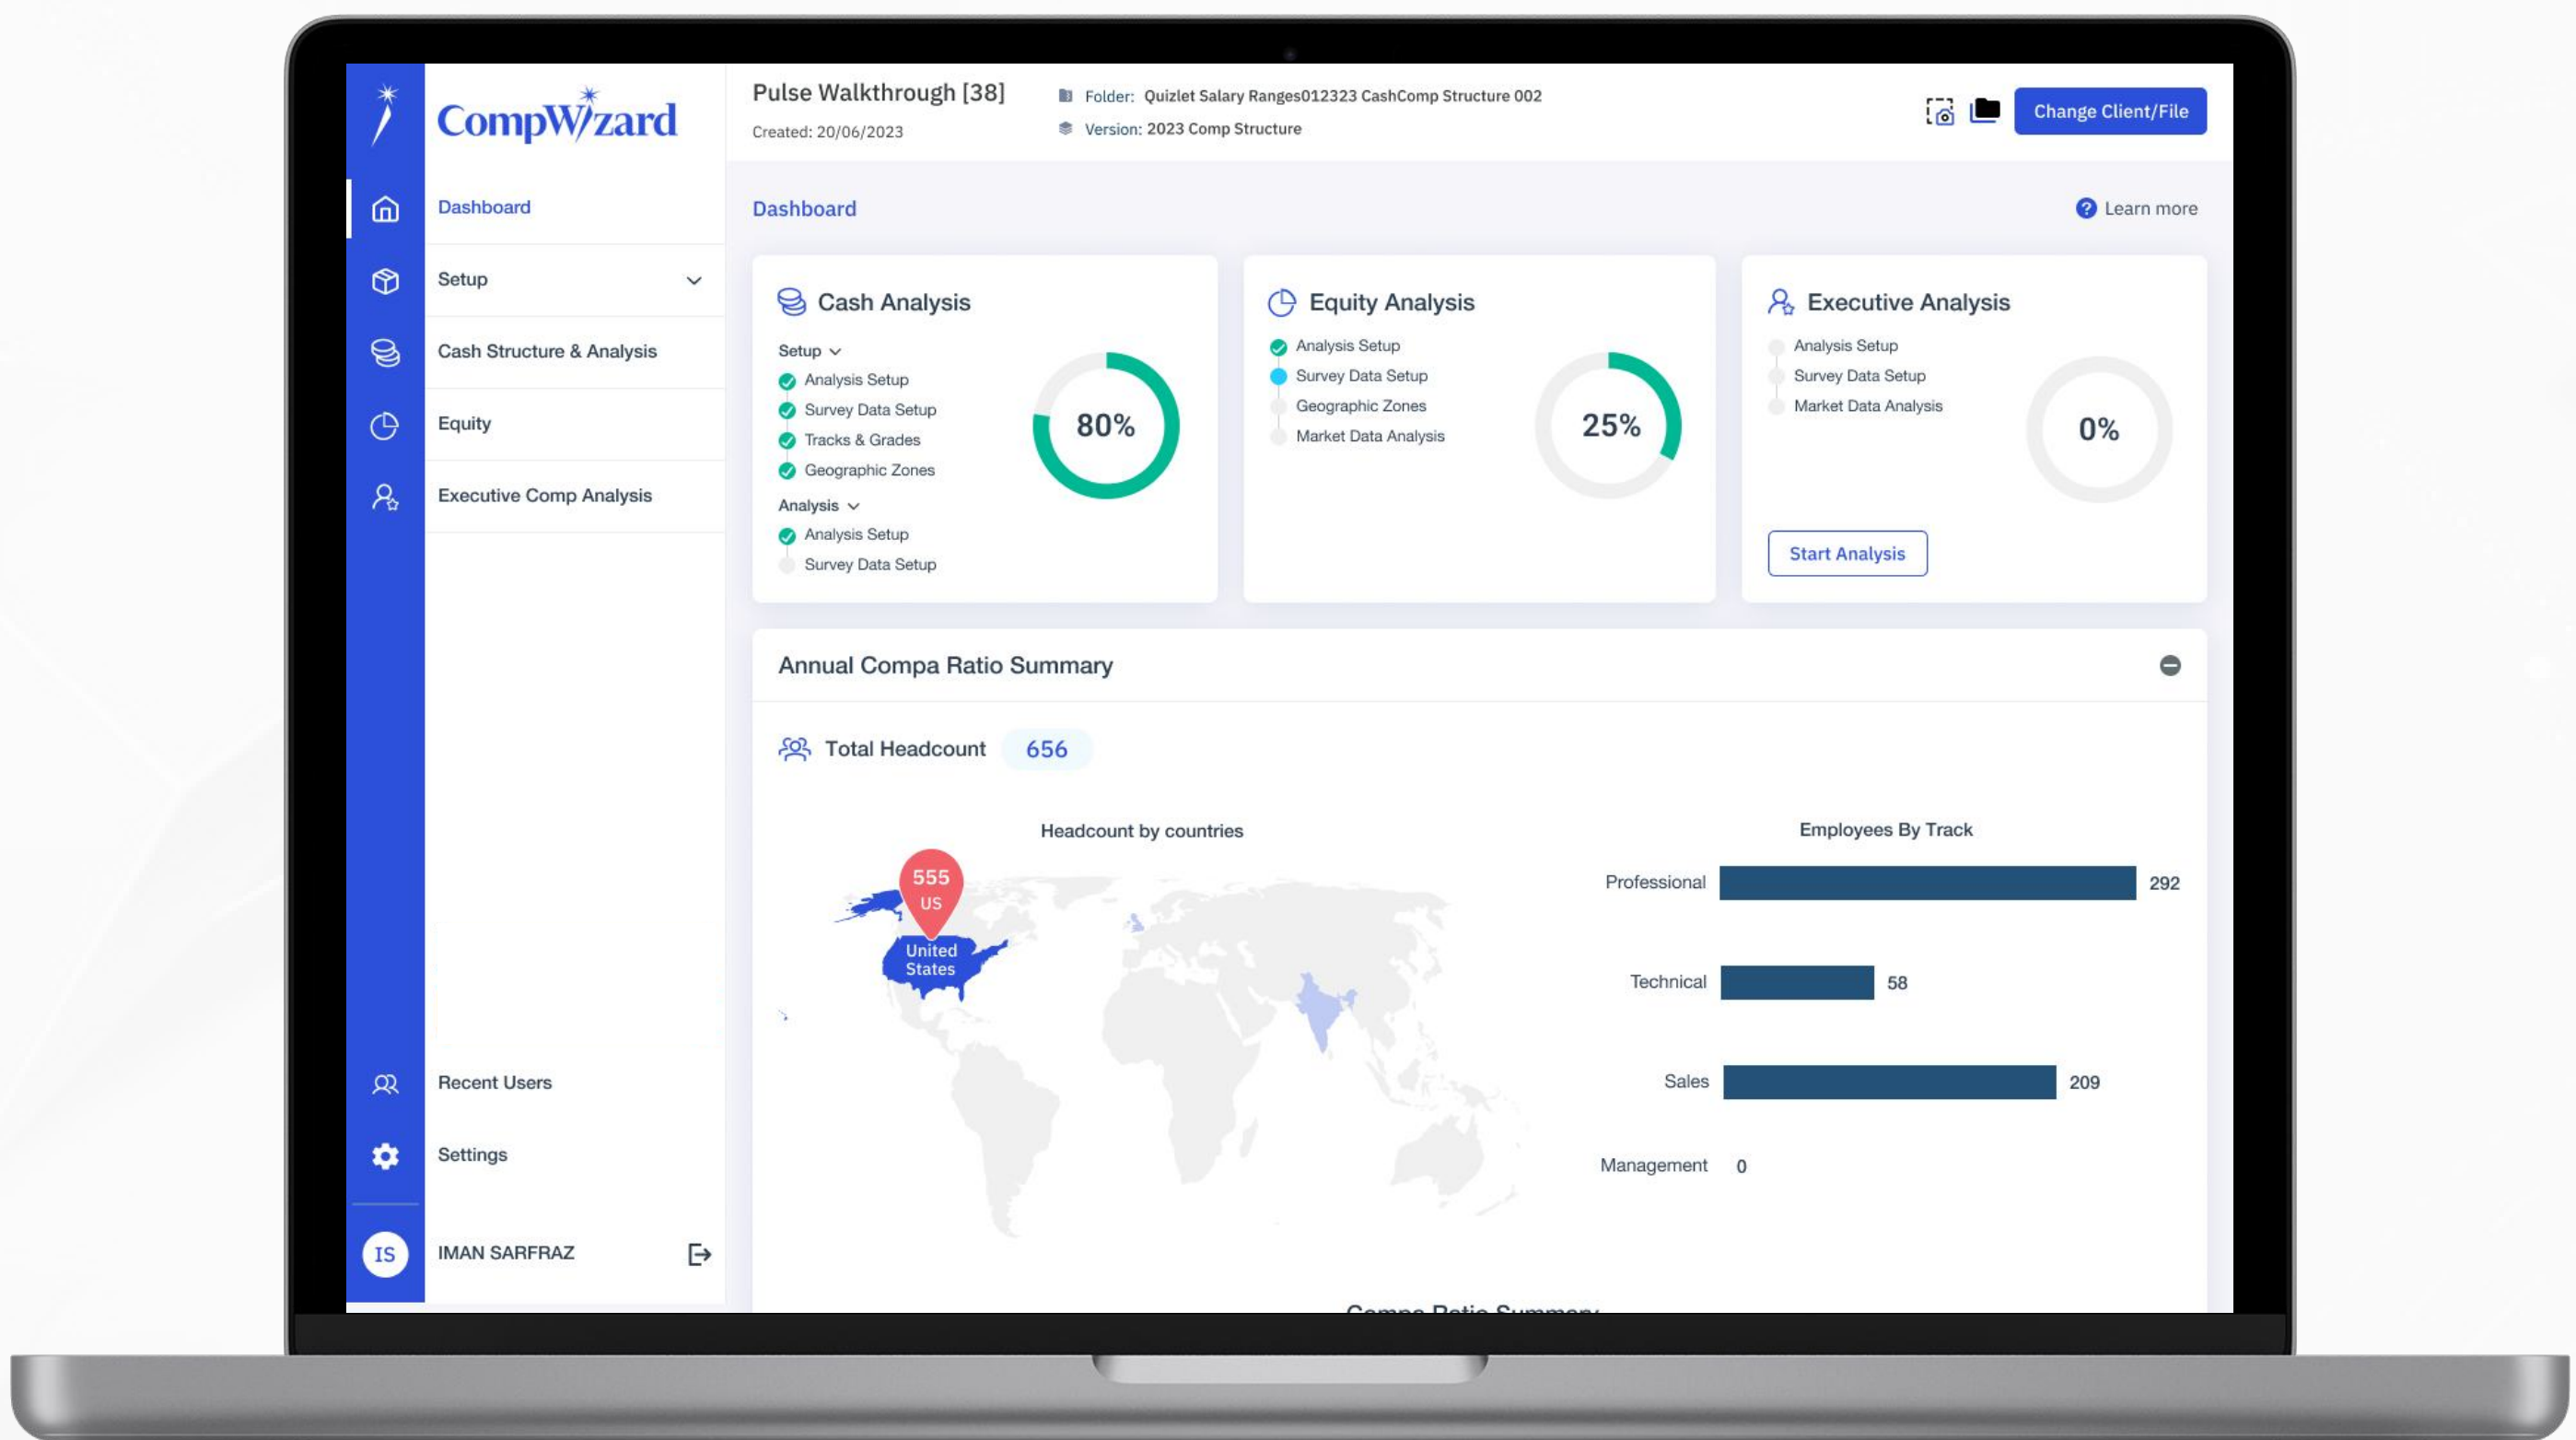 CompWizard
Dashboard
Setup
Cash Structure & Analysis
Equity
Executive Comp Analysis
Recent Users
Settings
IS
IMAN SARFRAZ
Pulse Walkthrough [38]
Created: 20/06/2023
Folder: Quizlet Salary Ranges012323 CashComp Structure 002
Version: 2023 Comp Structure
Change Client/File
Dashboard
? Learn more
Cash Analysis
Setup
Analysis Setup
Survey Data Setup
Tracks & Grades
Geographic Zones
Analysis
Analysis Setup
Survey Data Setup
80%
Equity Analysis
Analysis Setup
Survey Data Setup
Geographic Zones
Market Data Analysis
25%
Executive Analysis
Analysis Setup
Survey Data Setup
Market Data Analysis
0%
Start Analysis
Annual Compa Ratio Summary
Total Headcount 656
Headcount by countries
555
US
United
States
Employees By Track
Professional 292
Technical 58
Sales 209
Management 0
Compa Ratio Summary